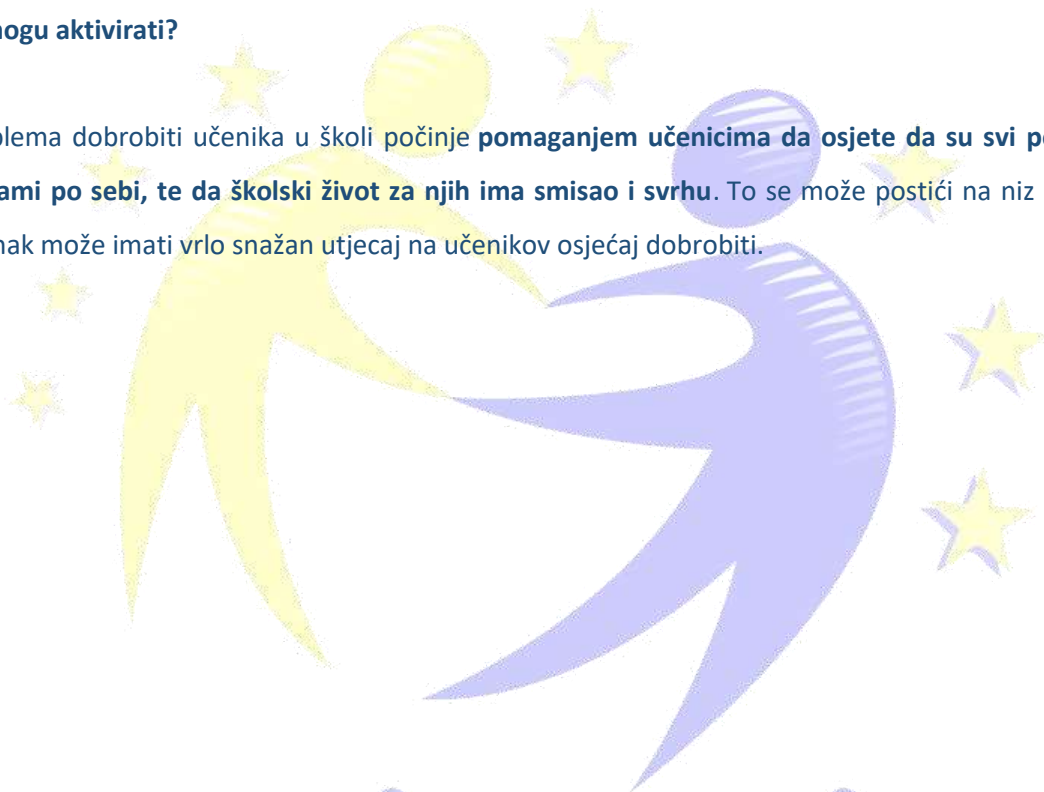 mogu aktivirati?
blema dobrobiti učenika u školi počinje pomaganjem učenicima da osjete da su svi po
ami po sebi, te da školski život za njih ima smisao i svrhu. To se može postići na niz
nak može imati vrlo snažan utjecaj na učenikov osjećaj dobrobiti.